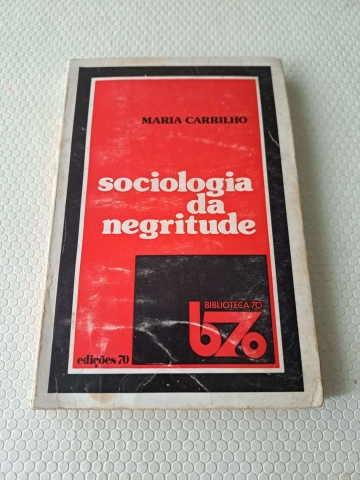 MARIA CARRILHO
sociologia
da
negritude
BIBLIOTECA 70
b70
edições 70